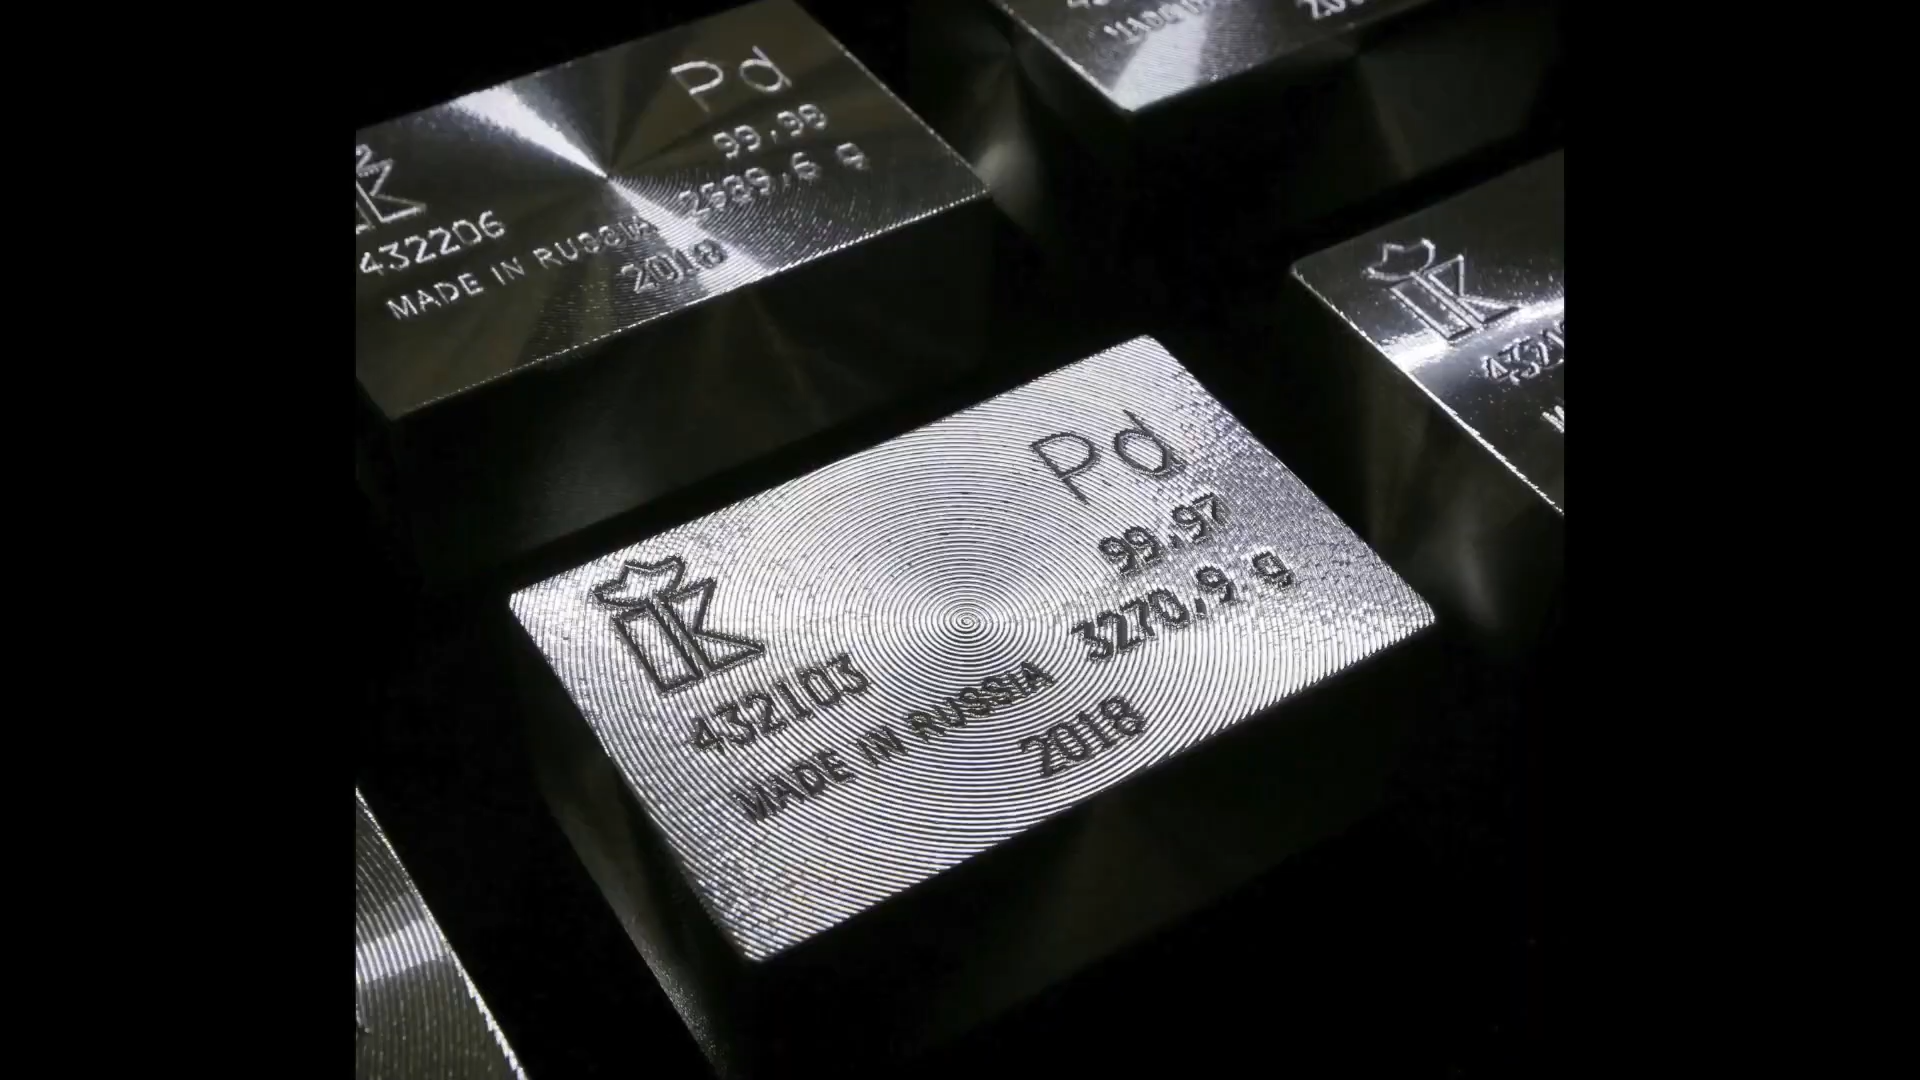 Pd
99,98
432206
MADE IN RUSSIA
2018
Pd
99,97
3270,9 g
432103
MADE IN RUSSIA
2018